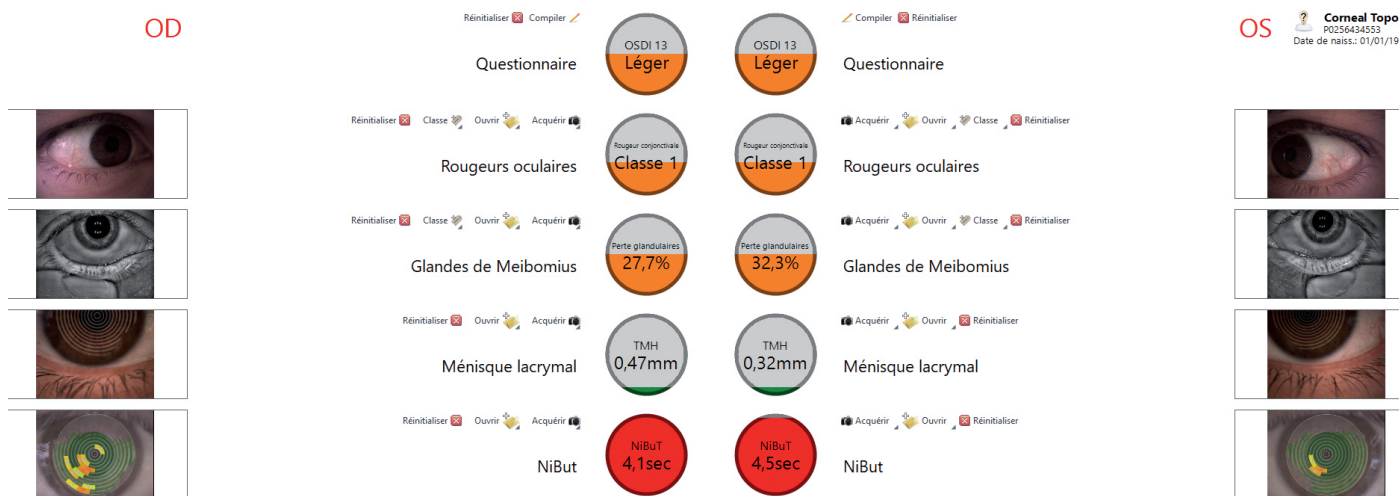 OD
Réinitialiser Compiler
OSDI 13
Léger
OSDI 13
Léger
Compiler Réinitialiser
OS
Corneal Topo
P0256434553
Date de naiss.: 01/01/19
Questionnaire
Questionnaire
Réinitialiser Classe Ouvrir Acquérir
Rougeur conjonctivale
Classe 1
Rougeur conjonctivale
Classe 1
Acquérir Ouvrir Classe Réinitialiser
Rougeurs oculaires
Rougeurs oculaires
Réinitialiser Classe Ouvrir Acquérir
Perte glandulaires
27,7%
Perte glandulaires
32,3%
Acquérir Ouvrir Classe Réinitialiser
Glandes de Meibomius
Glandes de Meibomius
Réinitialiser Ouvrir Acquérir
TMH
0,47mm
TMH
0,32mm
Acquérir Ouvrir Réinitialiser
Ménisque lacrymal
Ménisque lacrymal
Réinitialiser Ouvrir Acquérir
NiBuT
4,1sec
NiBuT
4,5sec
Acquérir Ouvrir Réinitialiser
NiBut
NiBut